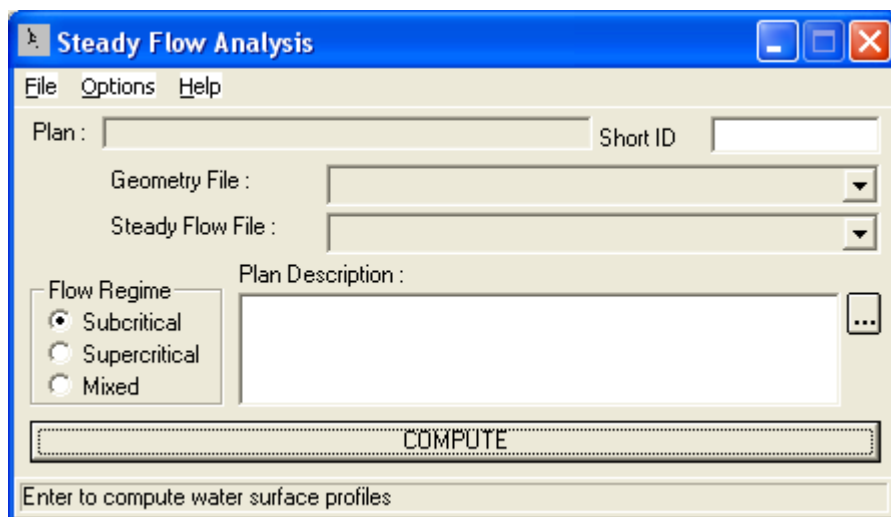 Steady Flow Analysis
File Options Help
Plan : Short ID
Geometry File :
Steady Flow File :
Plan Description :
Flow Regime
Subcritical
Supercritical
Mixed
...
COMPUTE
Enter to compute water surface profiles